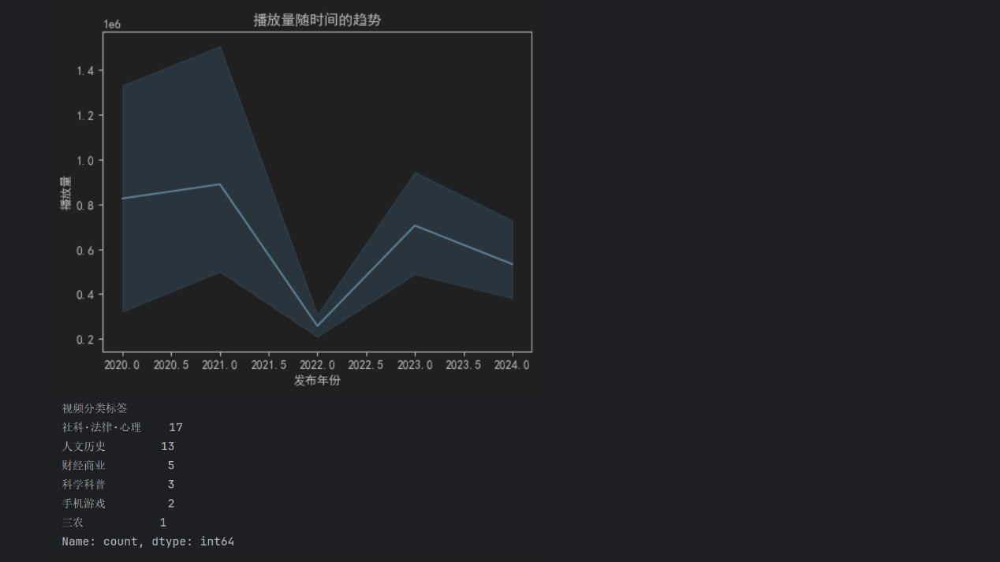 播放量随时间的趋势
1e6
1.4
1.2
1.0
0.8
0.6
0.4
0.2
播放量
2020.0 2020.5 2021.0 2021.5 2022.0 2022.5 2023.0 2023.5 2024.0
发布年份
视频分类标签
社科·法律·心理 17
人文历史 13
财经商业 5
科学科普 3
手机游戏 2
三农 1
Name: count, dtype: int64